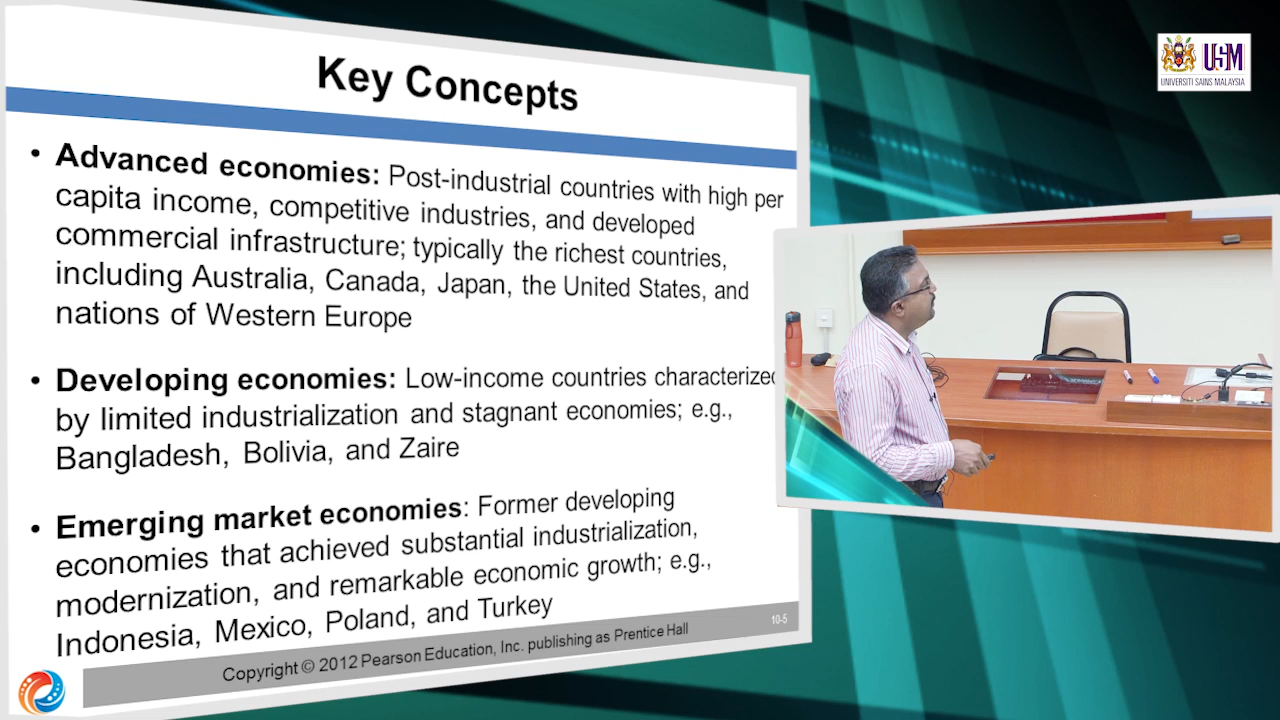 Key Concepts
• Advanced economies: Post-industrial countries with high per
capita income, competitive industries, and developed
commercial infrastructure; typically the richest countries,
including Australia, Canada, Japan, the United States, and
nations of Western Europe
• Developing economies: Low-income countries characterized
by limited industrialization and stagnant economies; e.g.,
Bangladesh, Bolivia, and Zaire
• Emerging market economies: Former developing
economies that achieved substantial industrialization,
modernization, and remarkable economic growth; e.g.,
Indonesia, Mexico, Poland, and Turkey
10-5
Copyright © 2012 Pearson Education, Inc. publishing as Prentice Hall
USM
UNIVERSITI SAINS MALAYSIA